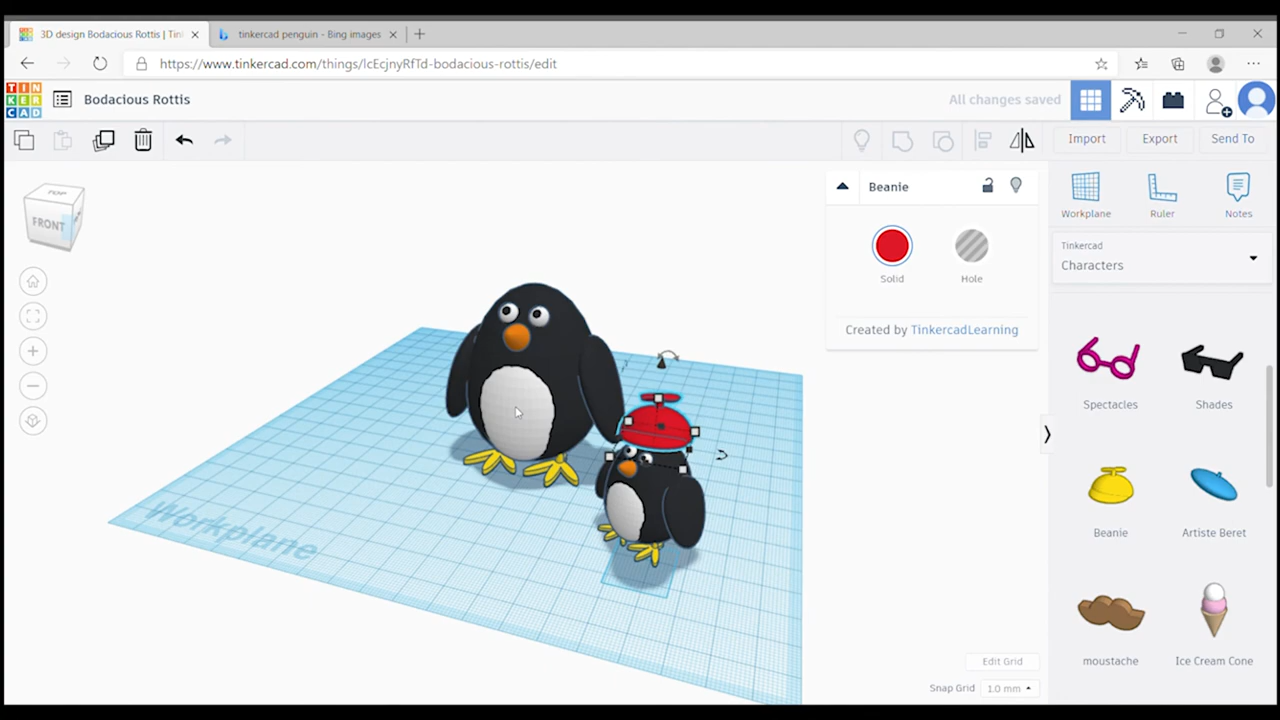 3D design Bodacious Rottis | Tin
tinkercad penguin - Bing images
https://www.tinkercad.com/things/lcEcjnyRfTd-bodacious-rottis/edit
TIN
KER
CAD
Bodacious Rottis
All changes saved
Import
Export
Send To
TOP
FRONT
Beanie
Solid
Hole
Created by TinkercadLearning
Workplane
Ruler
Notes
Tinkercad
Characters
Spectacles
Shades
Beanie
Artiste Beret
moustache
Ice Cream Cone
Workplane
Edit Grid
Snap Grid 1.0 mm